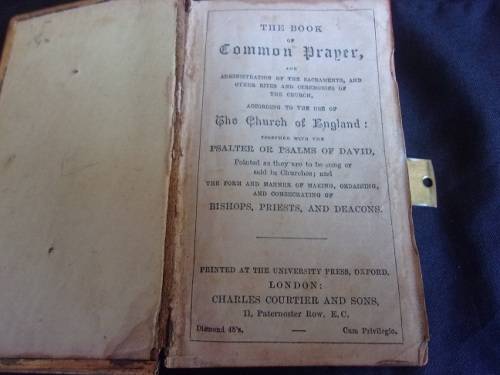 THE BOOK
OF
Common Prayer,
AND
ADMINISTRATION OF THE SACRAMENTS, AND
OTHER RITES AND CEREMONIES OF
THE CHURCH,
ACCORDING TO THE USE OF
The Church of England:
TOGETHER WITH THE
PSALTER OR PSALMS OF DAVID,
Pointed as they are to be sung or
said in Churches; and
THE FORM AND MANNER OF MAKING, ORDAINING,
AND CONSECRATING OF
BISHOPS, PRIESTS, AND DEACONS.
PRINTED AT THE UNIVERSITY PRESS, OXFORD.
LONDON:
CHARLES COURTIER AND SONS,
11, Paternoster Row, E.C.
Diamond 48's. Cum Privilegio.